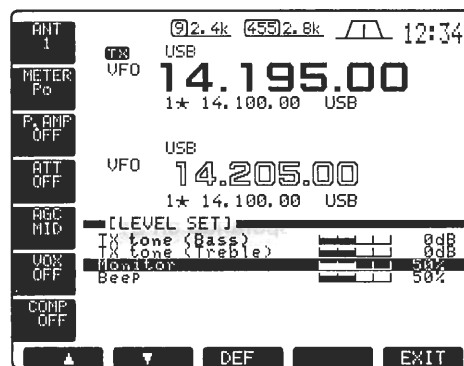 ANT 1
[9]2.4k [455]2.8k 12:34
TX USB
VFO 14.195.00
1★ 14.100.00 USB
METER Po
P.AMP OFF
USB
VFO 14.205.00
1★ 14.100.00 USB
ATT OFF
AGC MID
[LEVEL SET]
TX tone (Bass) 0dB
TX tone (Treble) 0dB
Monitor 50%
Beep 50%
VOX OFF
COMP OFF
▲ ▼ DEF EXIT